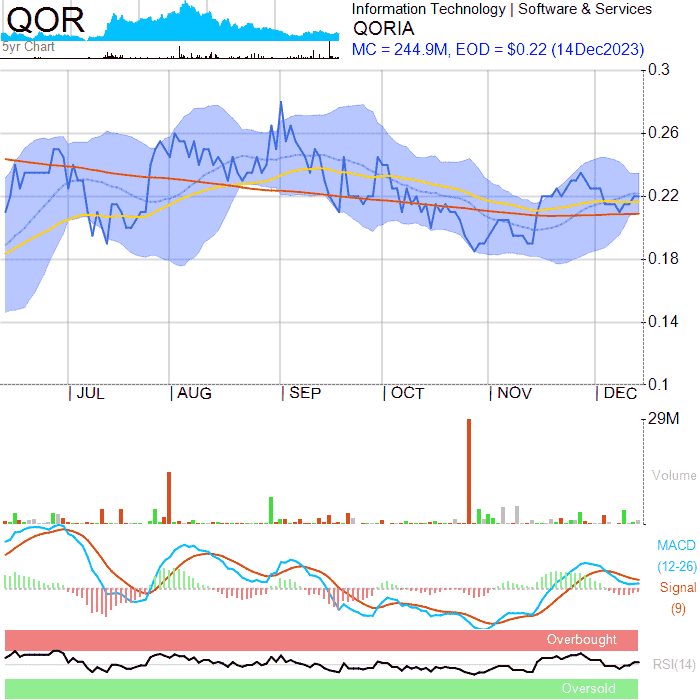 QOR
5yr Chart
Information Technology | Software & Services
QORIA
MC = 244.9M, EOD = $0.22 (14Dec2023)
0.3
0.26
0.22
0.18
0.14
0.1
JUL AUG SEP OCT NOV DEC
29M
Volume
MACD
(12-26)
Signal
(9)
Overbought
RSI(14)
Oversold